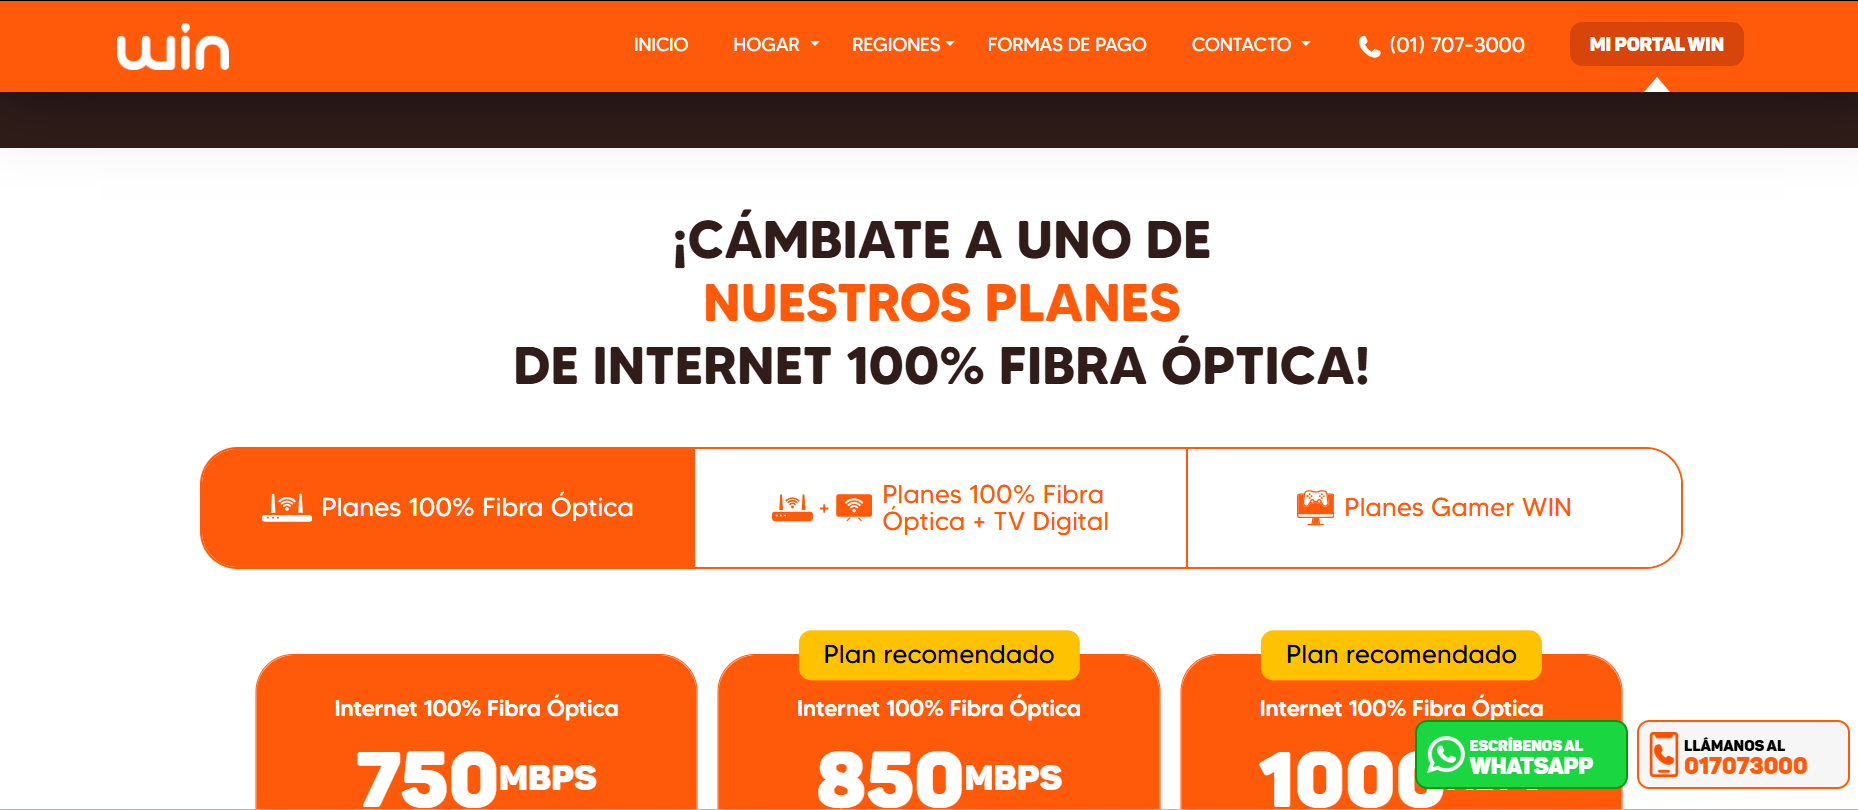 win
INICIO
HOGAR
REGIONES
FORMAS DE PAGO
CONTACTO
(01) 707-3000
MI PORTAL WIN
¡CÁMBIATE A UNO DE
NUESTROS PLANES
DE INTERNET 100% FIBRA ÓPTICA!
Planes 100% Fibra Óptica
+
Planes 100% Fibra
Óptica + TV Digital
Planes Gamer WIN
Internet 100% Fibra Óptica
750MBPS
Plan recomendado
Internet 100% Fibra Óptica
850MBPS
Plan recomendado
Internet 100% Fibra Óptica
1000
ESCRÍBENOS AL
WHATSAPP
LLÁMANOS AL
017073000